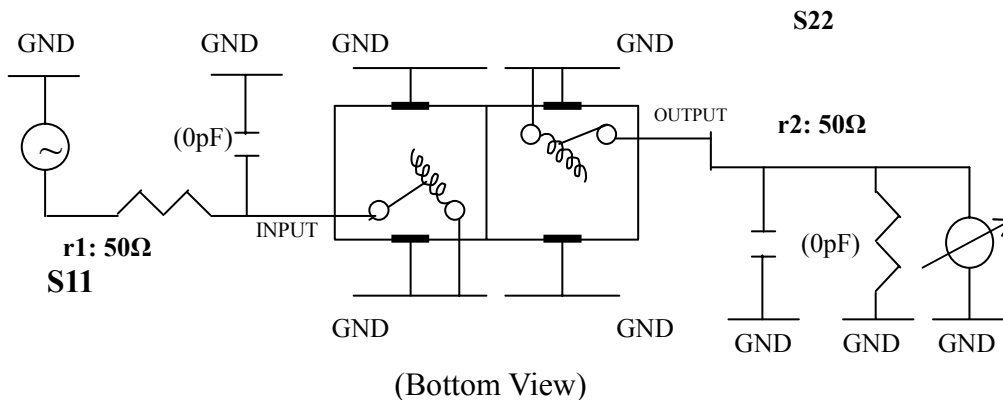 S22
GND
GND
GND
GND
(0pF)
OUTPUT
r2: 50Ω
INPUT
r1: 50Ω
S11
(0pF)
GND
GND
GND
GND
GND
(Bottom View)